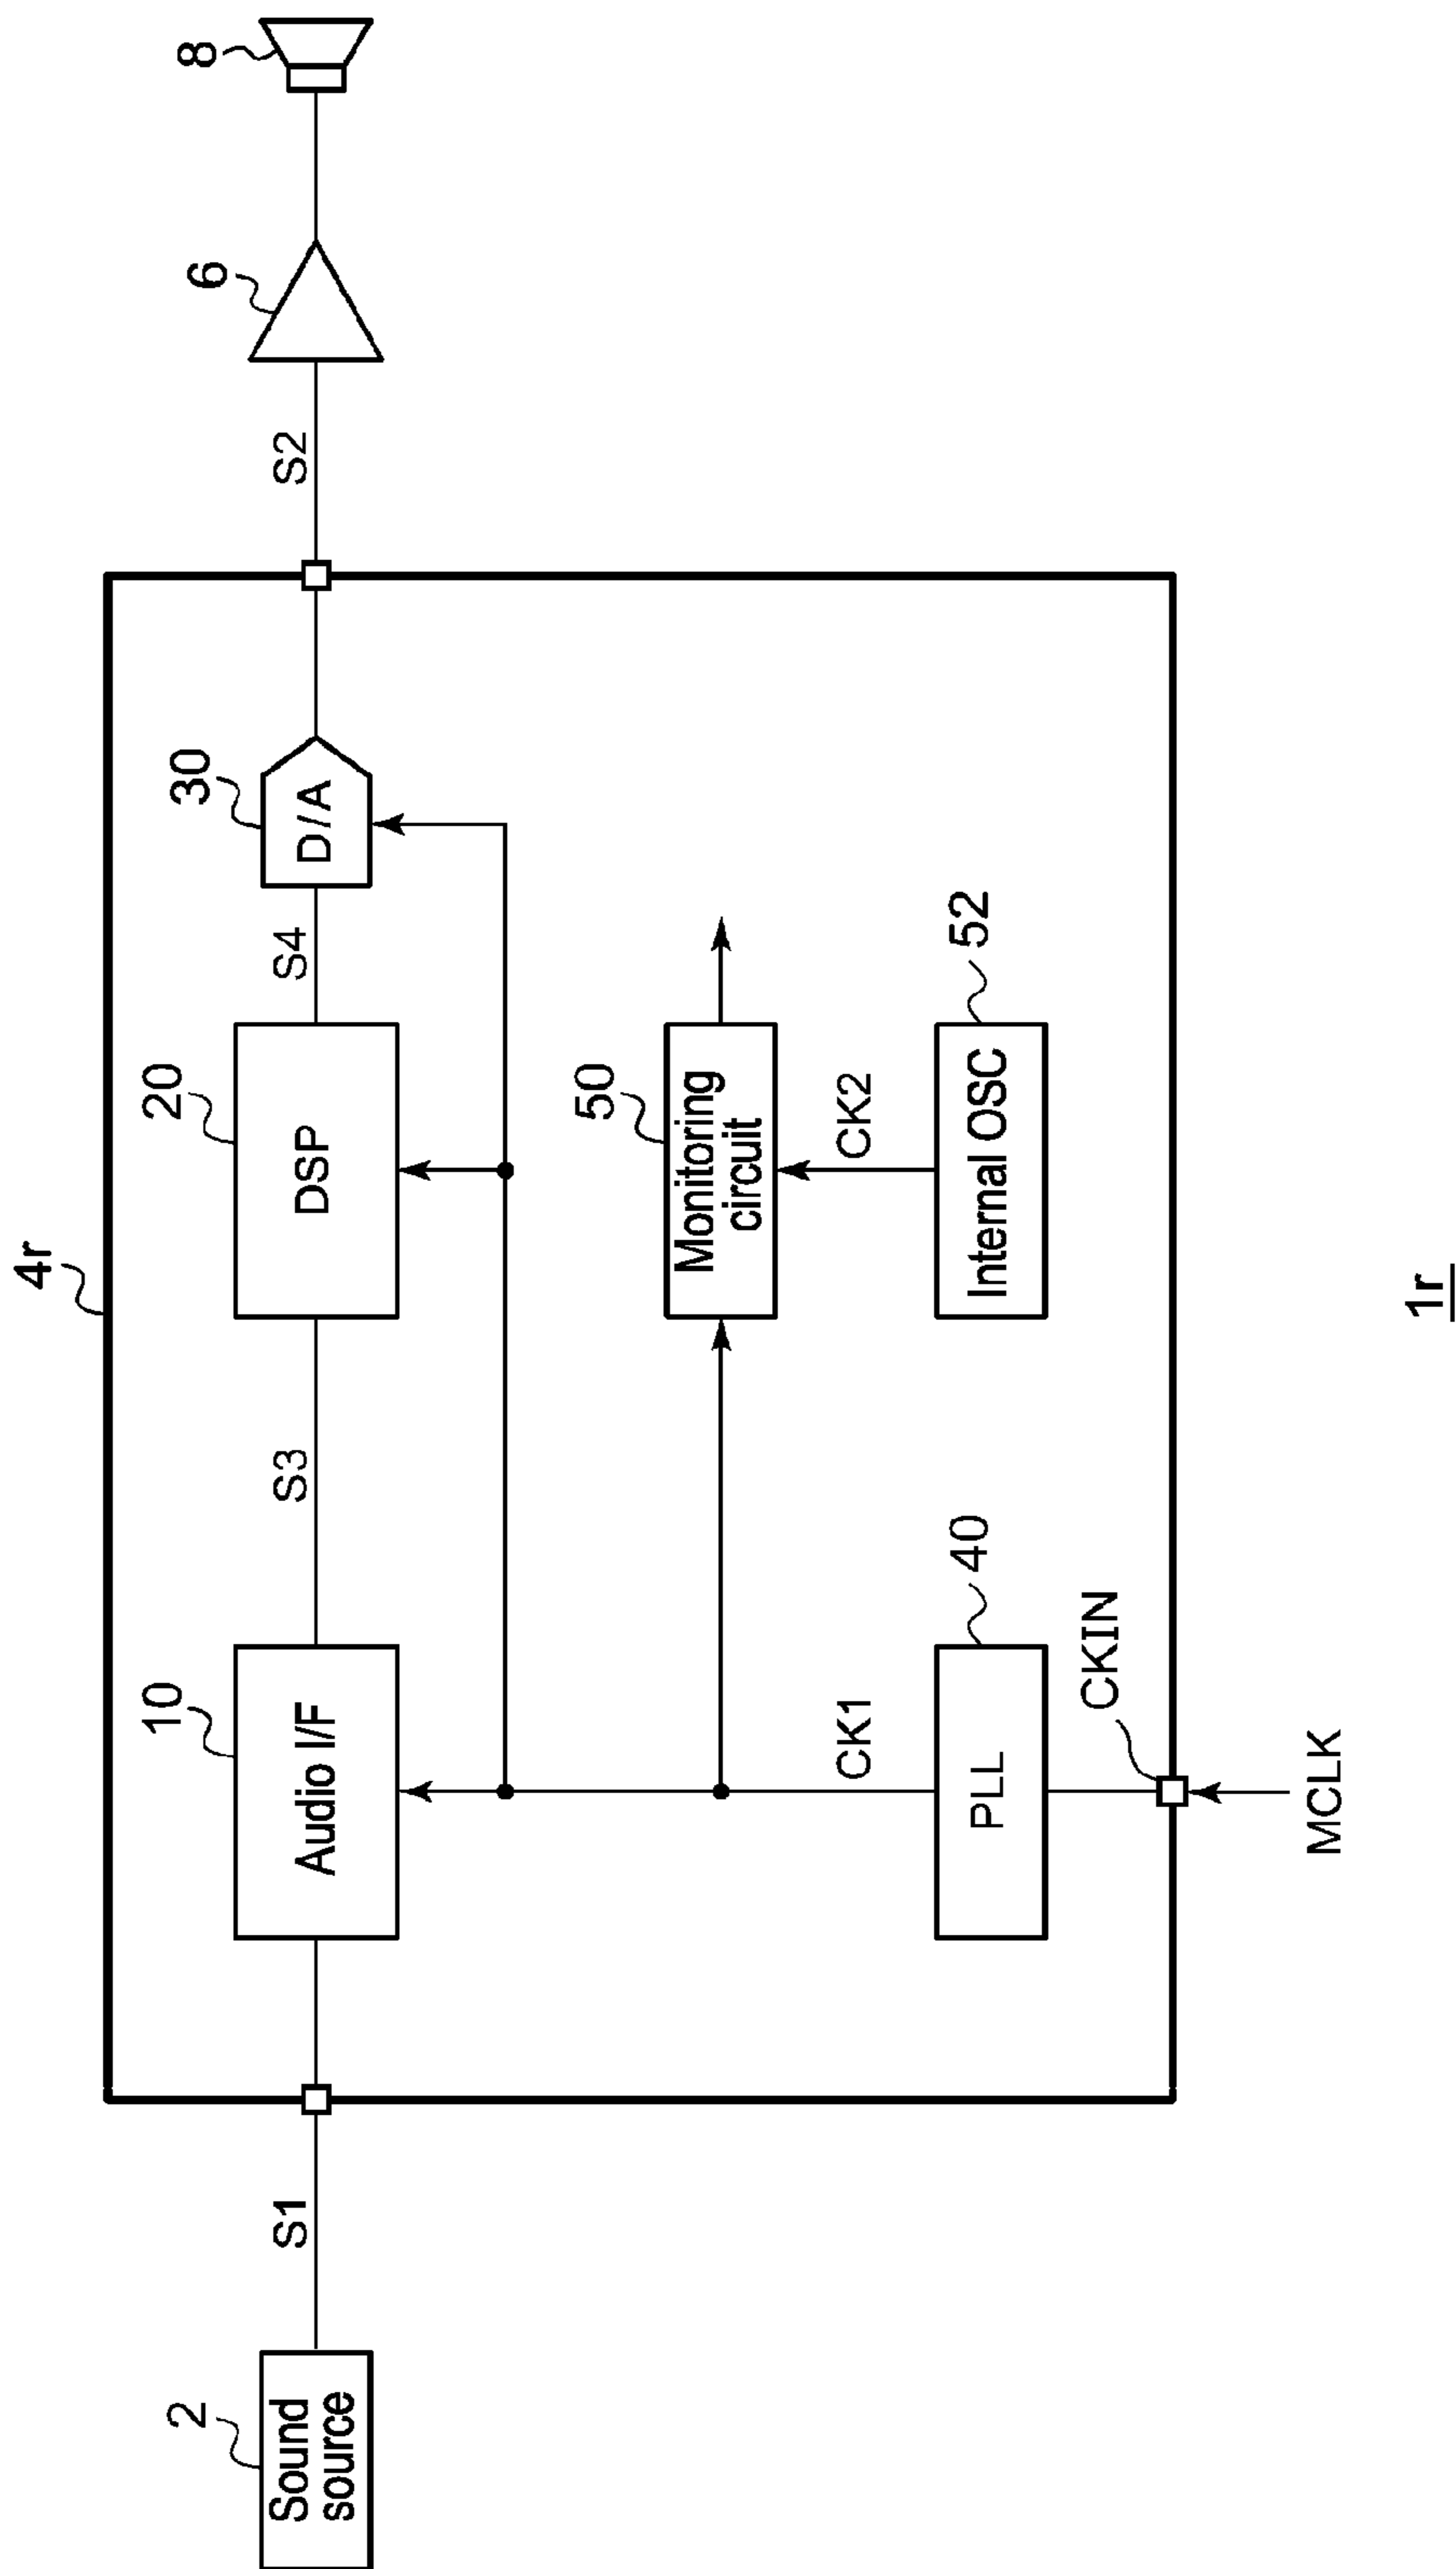 4r
2
Sound
source
S1
10
Audio I/F
S3
20
DSP
S4
30
D/A
S2
6
8
50
Monitoring
circuit
CK1
CK2
40
PLL
52
Internal OSC
CKIN
MCLK
1r